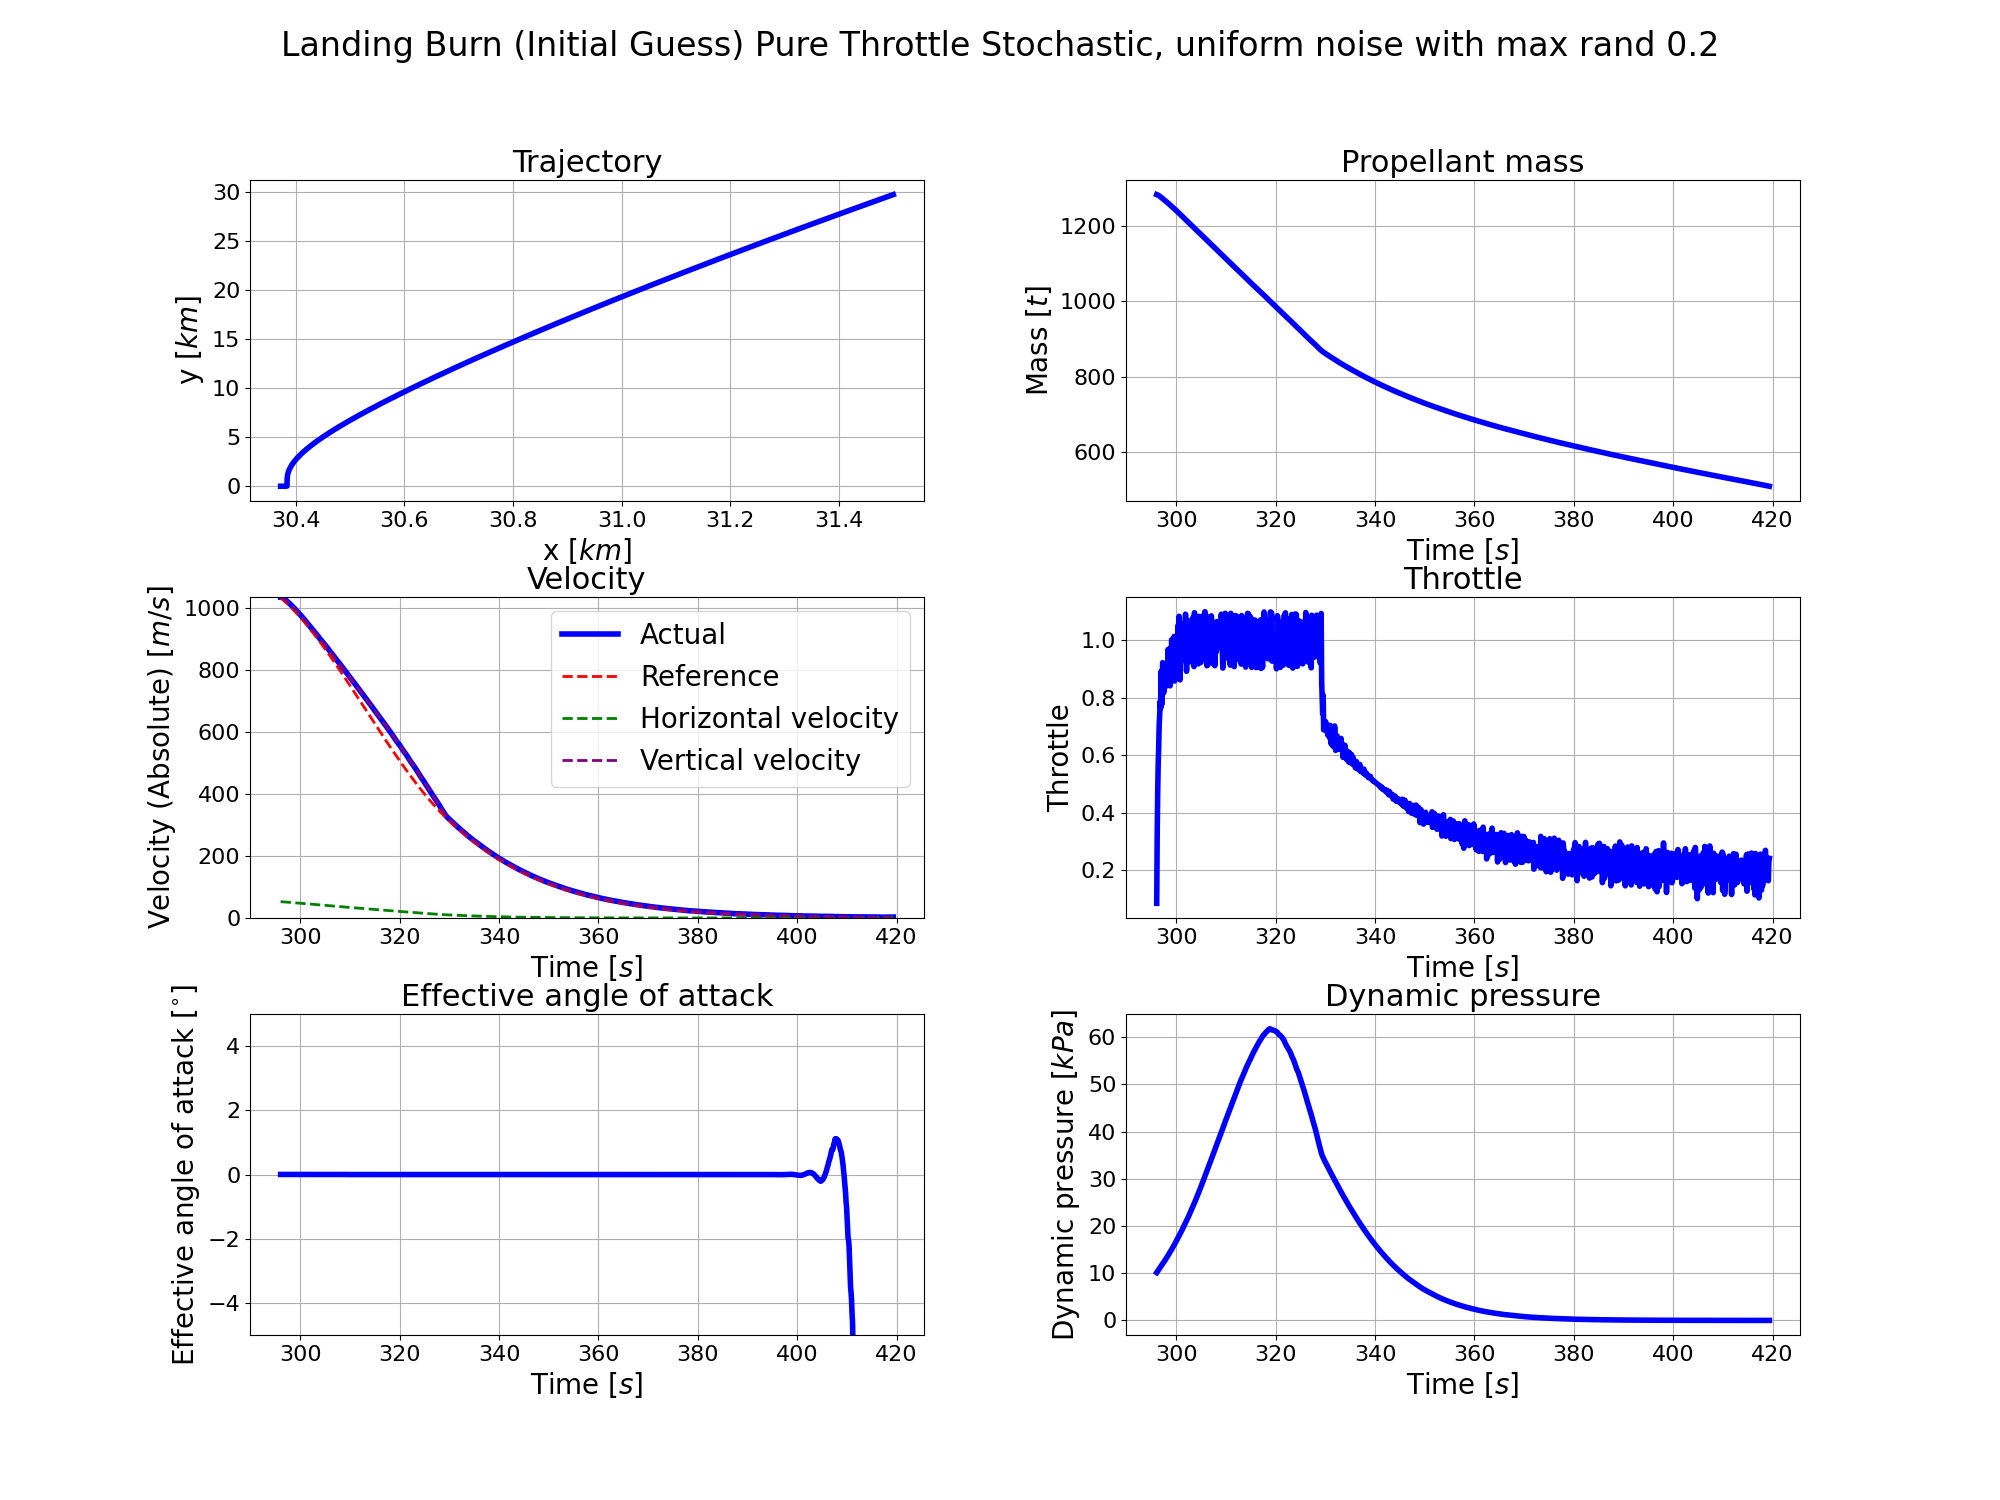 Landing Burn (Initial Guess) Pure Throttle Stochastic, uniform noise with max rand 0.2
Trajectory
y [km]
30
25
20
15
10
5
0
30.4 30.6 30.8 31.0 31.2 31.4
x [km]
Propellant mass
Mass [t]
1200
1000
800
600
300 320 340 360 380 400 420
Time [s]
Velocity
Velocity (Absolute) [m/s]
1000
800
600
400
200
0
Actual
Reference
Horizontal velocity
Vertical velocity
300 320 340 360 380 400 420
Time [s]
Throttle
Throttle
1.0
0.8
0.6
0.4
0.2
300 320 340 360 380 400 420
Time [s]
Effective angle of attack
Effective angle of attack [°]
4
2
0
−2
−4
300 320 340 360 380 400 420
Time [s]
Dynamic pressure
Dynamic pressure [kPa]
60
50
40
30
20
10
0
300 320 340 360 380 400 420
Time [s]